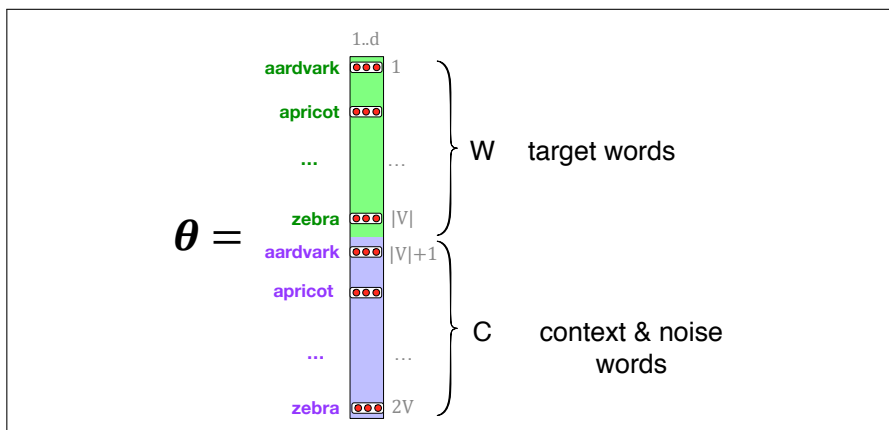 1..d
aardvark 1
apricot
... ...
zebra |V|
W target words
θ =
aardvark |V|+1
apricot
... ...
zebra 2V
C context & noise
words